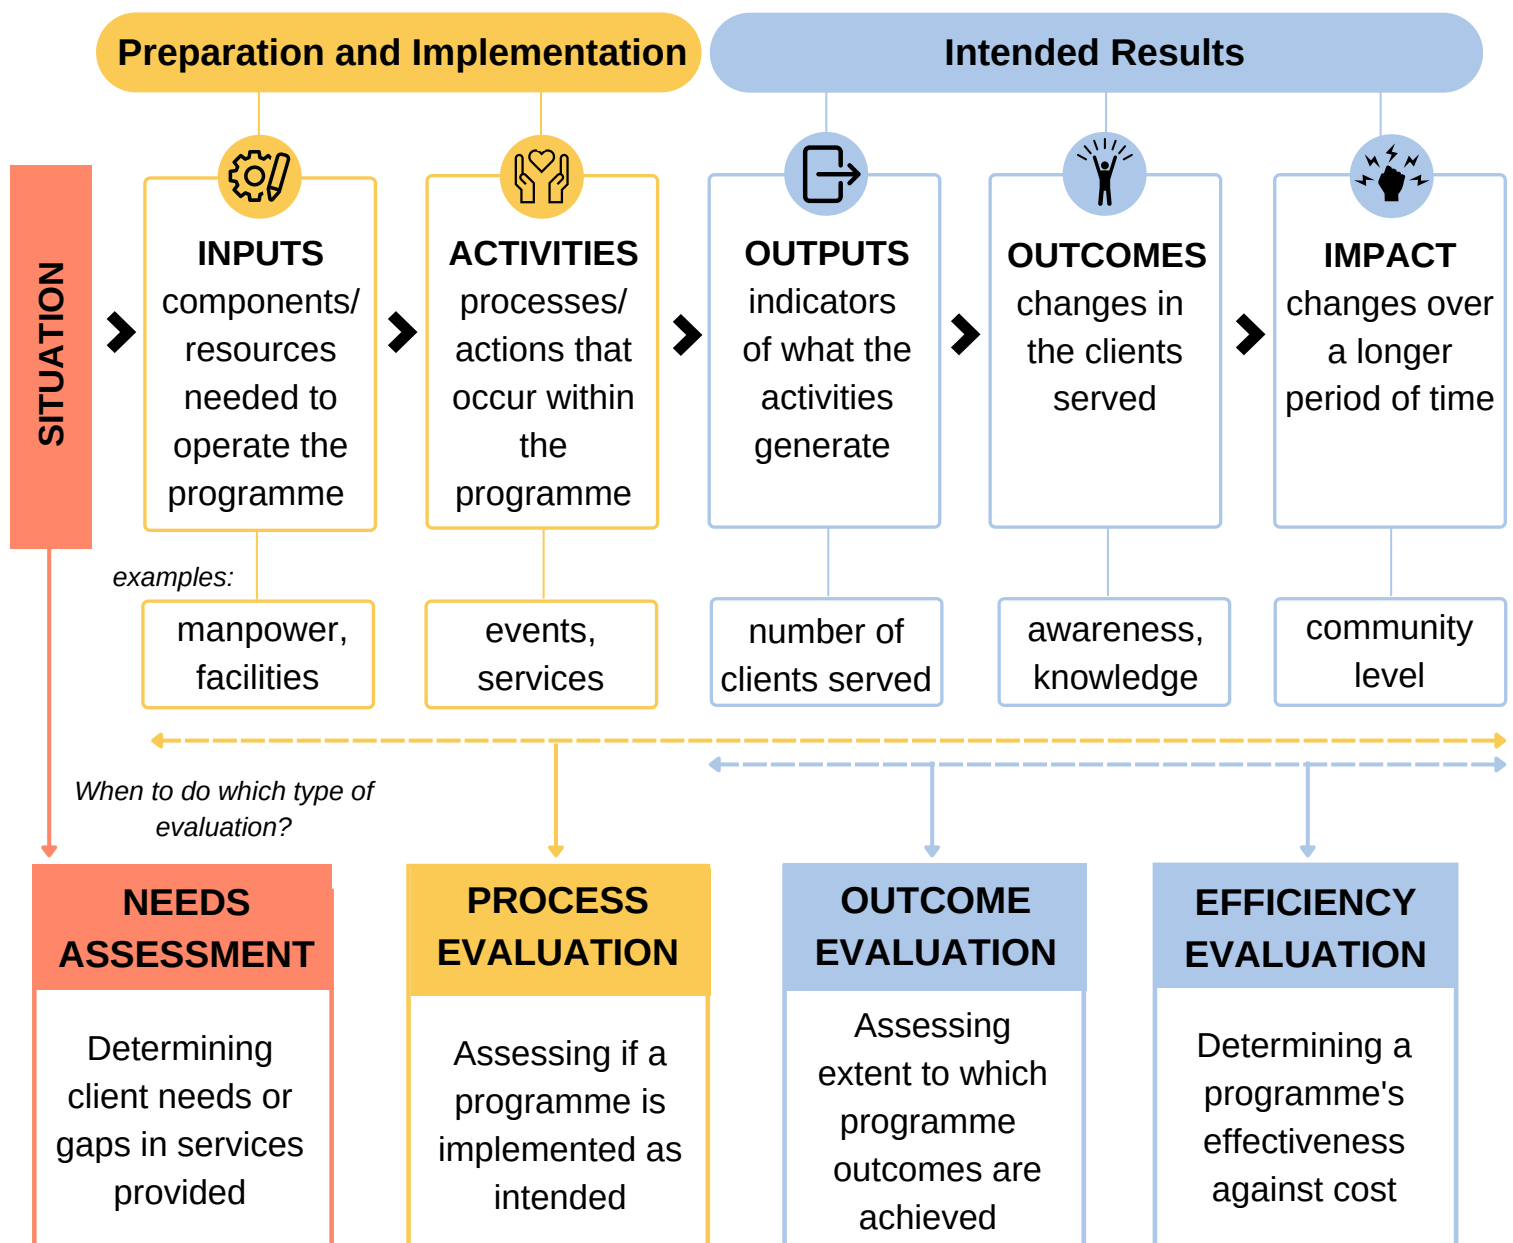 Preparation and Implementation
Intended Results
SITUATION
INPUTS
components/
resources
needed to
operate the
programme
ACTIVITIES
processes/
actions that
occur within
the
programme
OUTPUTS
indicators
of what the
activities
generate
OUTCOMES
changes in
the clients
served
IMPACT
changes over
a longer
period of time
examples:
manpower,
facilities
events,
services
number of
clients served
awareness,
knowledge
community
level
When to do which type of
evaluation?
NEEDS
ASSESSMENT
Determining
client needs or
gaps in services
provided
PROCESS
EVALUATION
Assessing if a
programme is
implemented as
intended
OUTCOME
EVALUATION
Assessing
extent to which
programme
outcomes are
achieved
EFFICIENCY
EVALUATION
Determining a
programme's
effectiveness
against cost